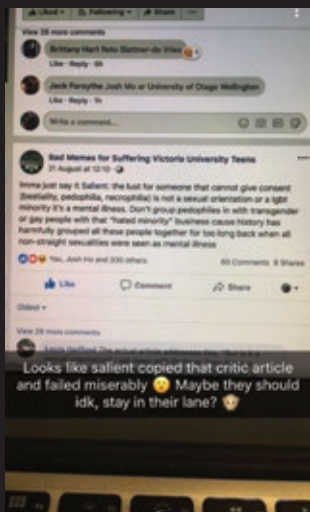 Liked Following Share
View 38 more comments
Brittany Hart Reto Blattner-de Vries
Like · Reply · 5h
Jack Forsythe Josh Mo or University of Otago Wellington
Like · Reply · 1h
Write a comment...
Bad Memes for Suffering Victoria University Teens
21 August at 12:10
Imma just say it Salient: the lust for someone that cannot give consent
(bestiality, pedophilia, necrophilia) is not a sexual orientation or a lgbt
minority it's a mental illness. Don't group pedophiles in with transgender
or gay people with that "hated minority" business cause history has
harmfully grouped all these people together for too long back when all
non-straight sexualities were seen as mental illness
You, Josh Mo and 330 others
60 Comments 8 Shares
Like Comment Share
Oldest
View 28 more comments
Looks like salient copied that critic article
and failed miserably 😯 Maybe they should
idk, stay in their lane? 🐵